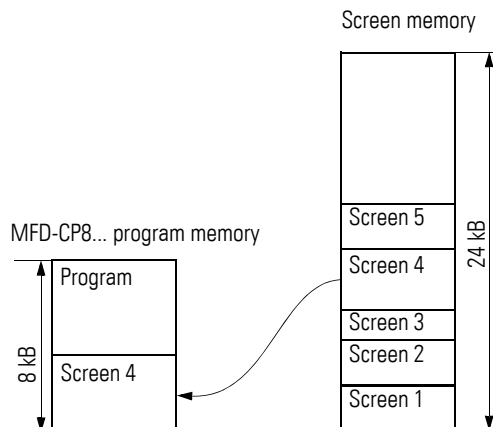 Screen memory
MFD-CP8... program memory
Program
Screen 4
8 kB
Screen 5
Screen 4
Screen 3
Screen 2
Screen 1
24 kB